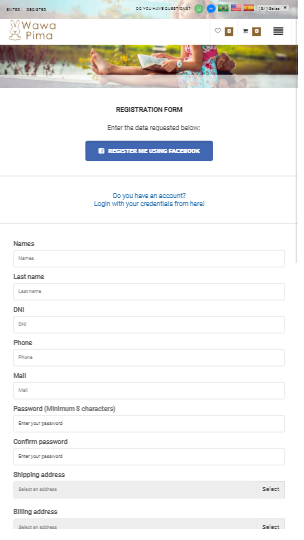 ENTER
REGISTER
DO YOU HAVE QUESTIONS?
Wawa
Pima
0
0
REGISTRATION FORM
Enter the data requested below:
REGISTER ME USING FACEBOOK
Do you have an account?
Login with your credentials from here!
Names
Names
Last name
Last name
DNI
DNI
Phone
Phone
Mail
Mail
Password (Minimum 8 characters)
Enter your password
Confirm password
Enter your password
Shipping address
Select an address Select
Billing address
Select an address Select